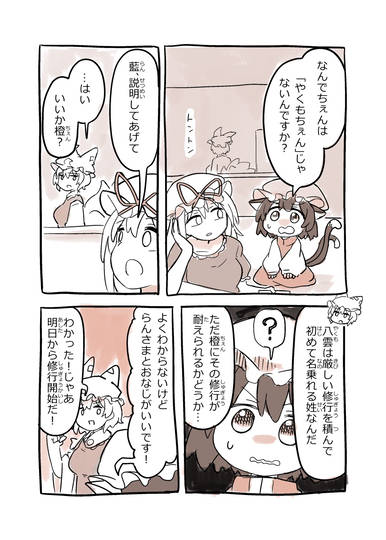 なんでちぇんは
「やくもちぇん」じゃ
ないんですか?
トントン
藍、説明してあげて
…はい
いいか橙?
八雲は厳しい修行を積んで
初めて名乗れる姓なんだ
ただ橙にその修行が
耐えられるかどうか…
?
よくわからないけど
らんさまとおなじがいいです!
わかった!じゃあ
明日から修行開始だ!